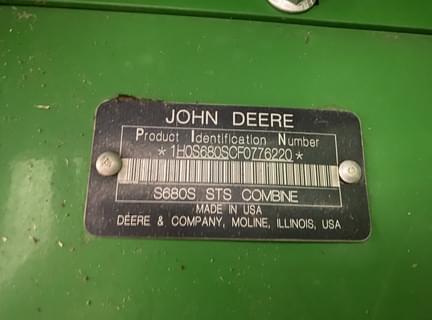 JOHN DEERE
Product Identification Number
*1H0S680SCF0776220*
S680S STS COMBINE
MADE IN USA
DEERE & COMPANY, MOLINE, ILLINOIS, USA